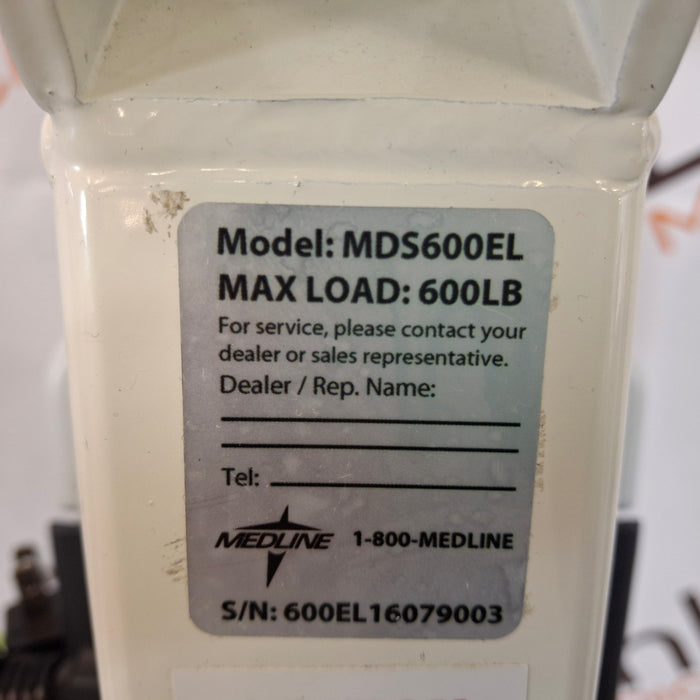 Model: MDS600EL
MAX LOAD: 600LB
For service, please contact your
dealer or sales representative.
Dealer / Rep. Name:
Tel:
MEDLINE 1-800-MEDLINE
S/N: 600EL16079003